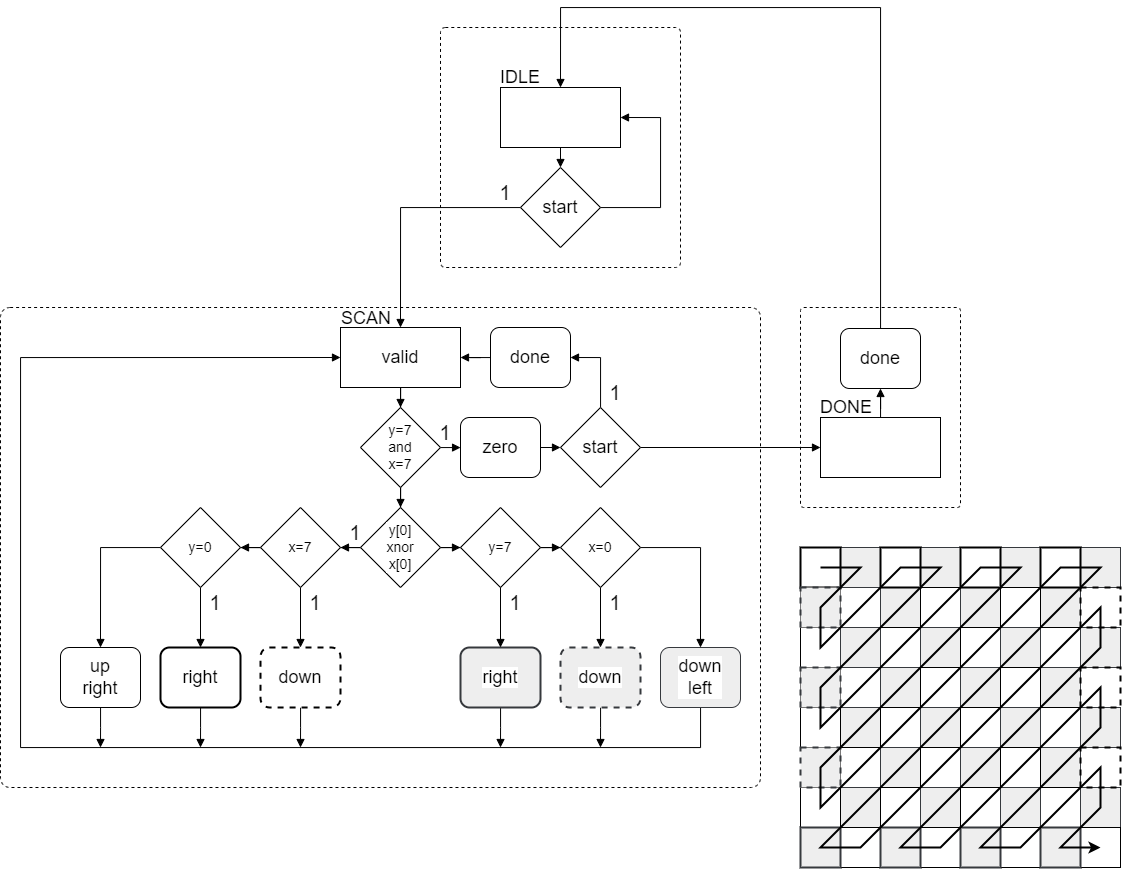 IDLE
1
start
SCAN
valid
done
done
1
DONE
y=7
and
x=7
1
zero
start
y=0
x=7
1
y[0]
xnor
x[0]
y=7
x=0
1
1
1
1
up
right
right
down
right
down
down
left